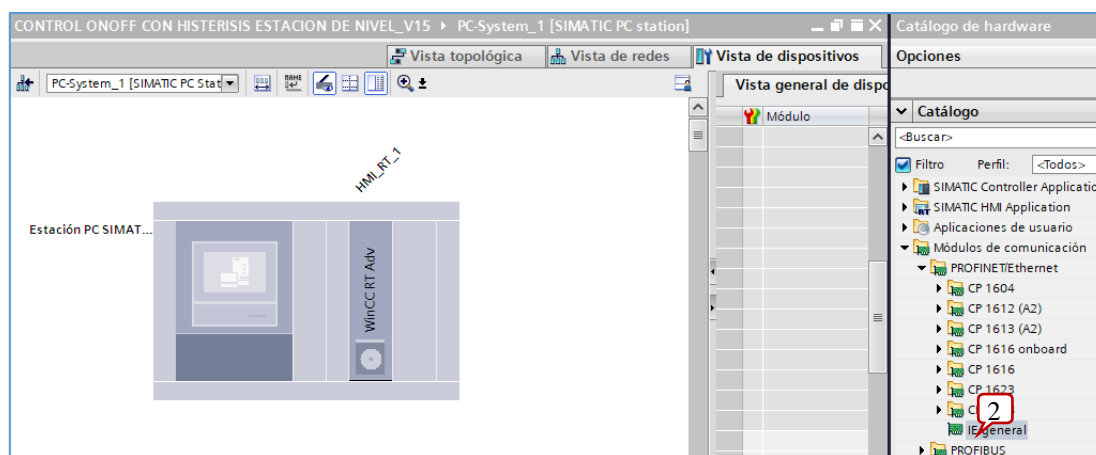 CONTROL ONOFF CON HISTERISIS ESTACION DE NIVEL_V15 ▸ PC-System_1 [SIMATIC PC station]
Catálogo de hardware
Vista topológica
Vista de redes
Vista de dispositivos
Opciones
PC-System_1 [SIMATIC PC Stat
Vista general de dispo
Módulo
Catálogo
<Buscar>
Filtro Perfil: <Todos>
SIMATIC Controller Applicatio
SIMATIC HMI Application
Aplicaciones de usuario
Módulos de comunicación
PROFINET/Ethernet
CP 1604
CP 1612 (A2)
CP 1613 (A2)
CP 1616 onboard
CP 1616
CP 1623
2
IE general
PROFIBUS
HMI_RT_1
Estación PC SIMAT...
WinCC RT Adv